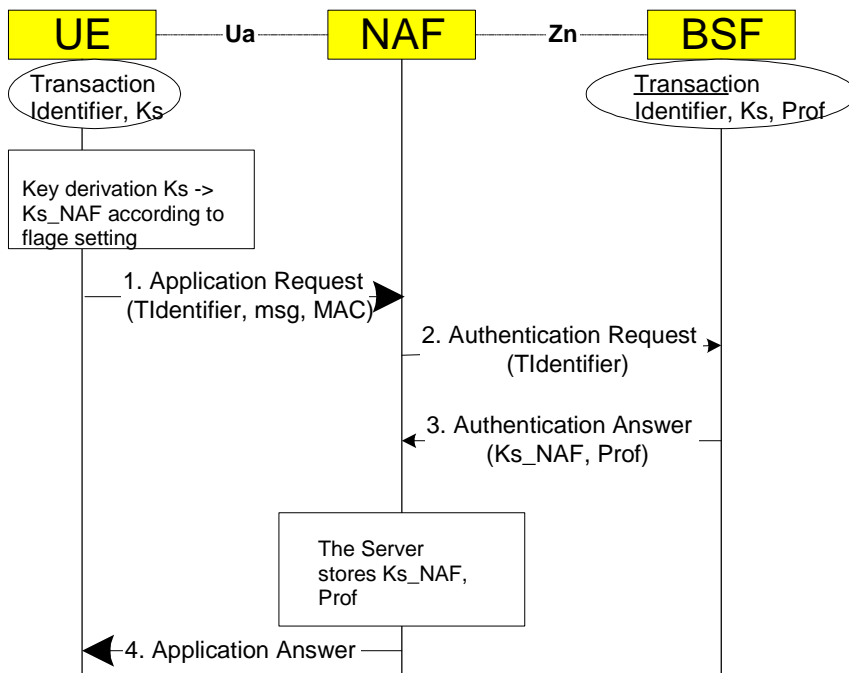 UE
Ua
NAF
Zn
BSF
Transaction
Identifier, Ks
Transaction
Identifier, Ks, Prof
Key derivation Ks ->
Ks_NAF according to
flage setting
1. Application Request
(TIdentifier, msg, MAC)
2. Authentication Request
(TIdentifier)
3. Authentication Answer
(Ks_NAF, Prof)
The Server
stores Ks_NAF,
Prof
4. Application Answer